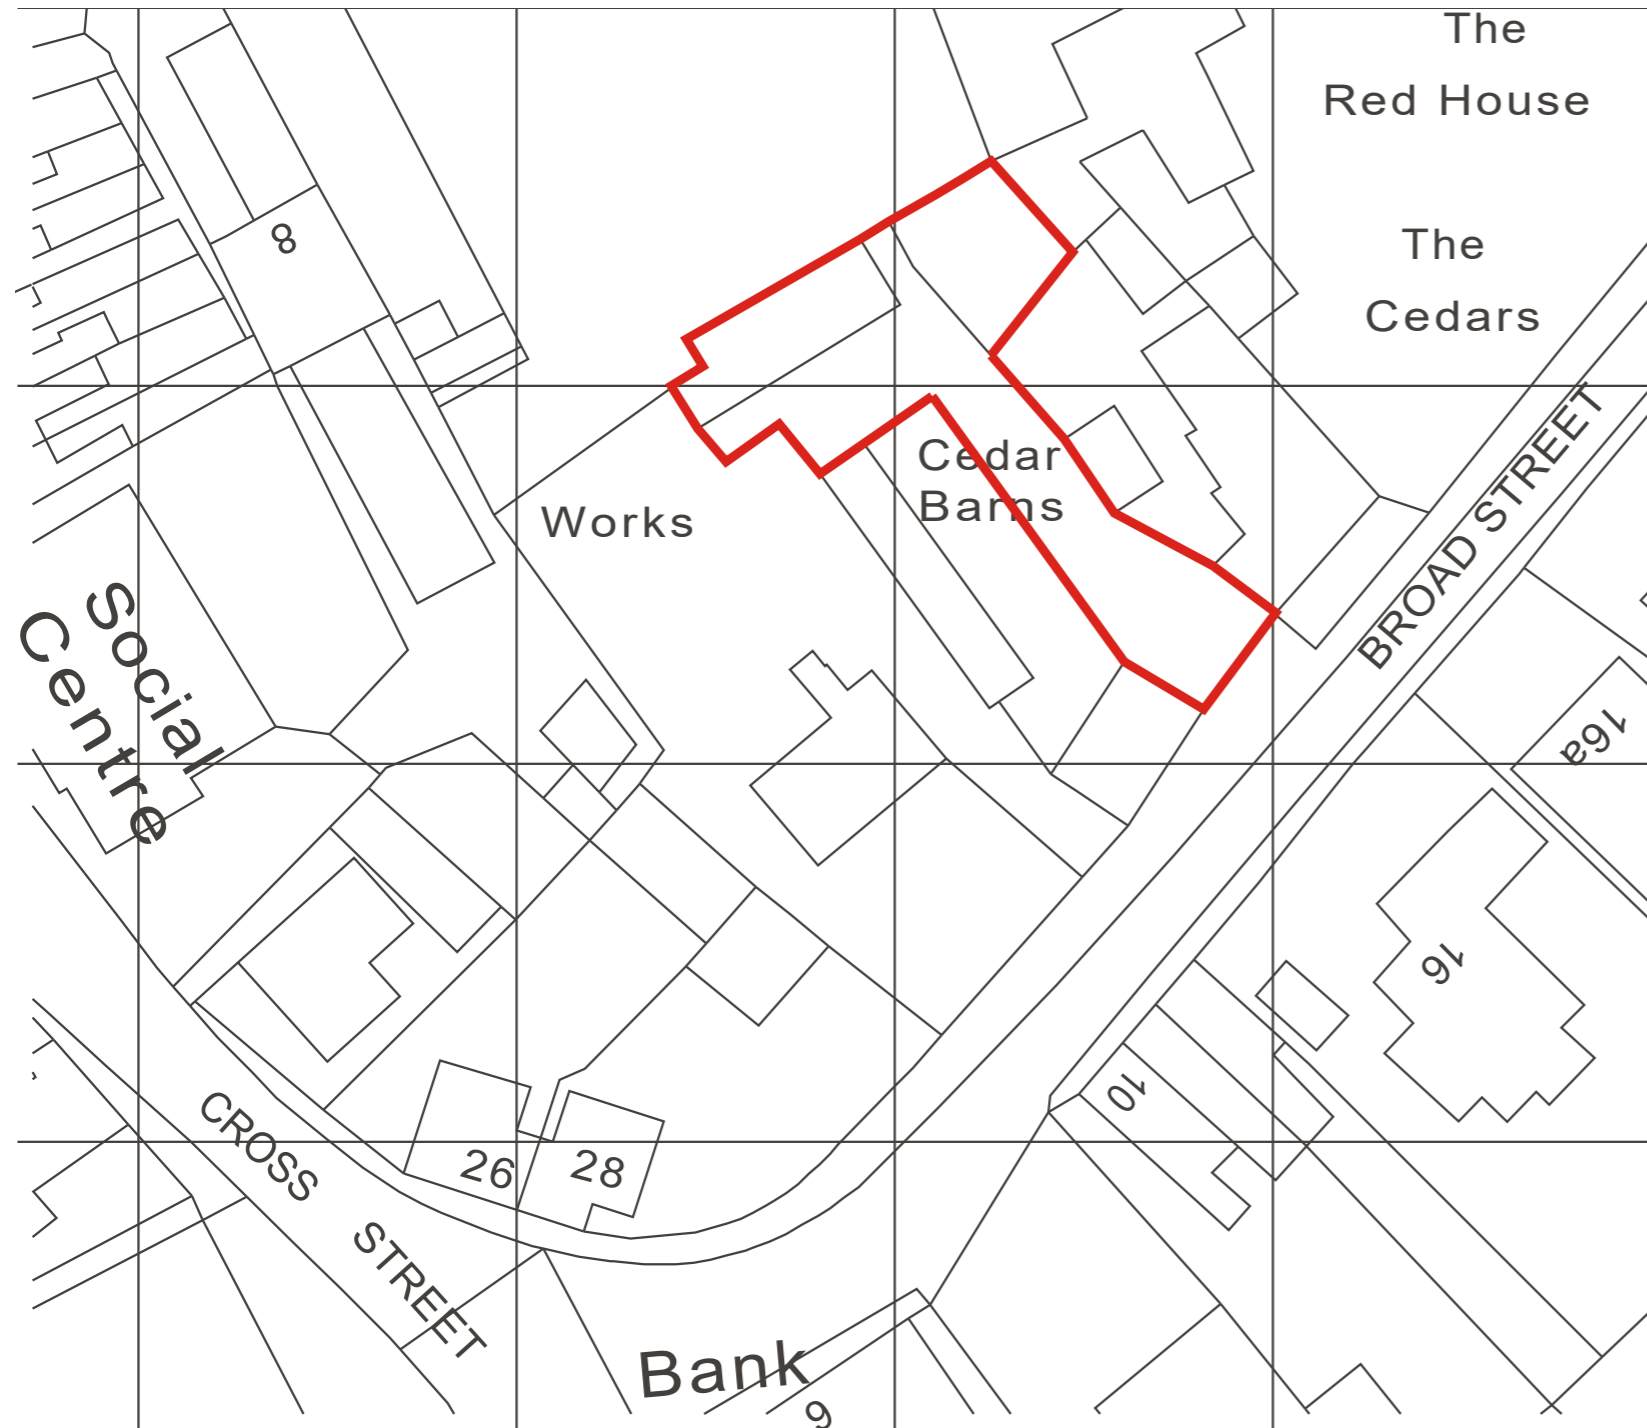 The
Red House
8
The
Cedars
Cedar
Barns
BROAD STREET
Works
Social
Centre
16a
16
10
CROSS STREET
26
28
Bank
9